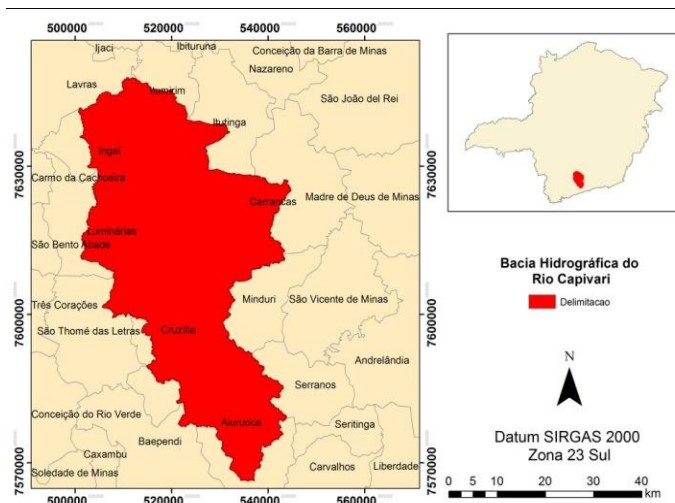 500000 520000 540000 560000
Ijaci
Ibituruna
Conceição da Barra de Minas
Nazareno
Lavras
Itumirim
São João del Rei
Itutinga
Ingaí
7630000
7630000
Carmo da Cachoeira
Carrancas
Madre de Deus de Minas
Luminárias
São Bento Abade
Três Corações
Minduri
São Vicente de Minas
7600000
7600000
São Thomé das Letras
Cruzília
Andrelândia
Serranos
Conceição do Rio Verde
Aiuruoca
Seritinga
Baependi
Caxambu
Carvalhos
Liberdade
Soledade de Minas
7570000
7570000
500000 520000 540000 560000
Bacia Hidrográfica do
Rio Capivari
Delimitacao
N
Datum SIRGAS 2000
Zona 23 Sul
0 5 10 20 30 40
km